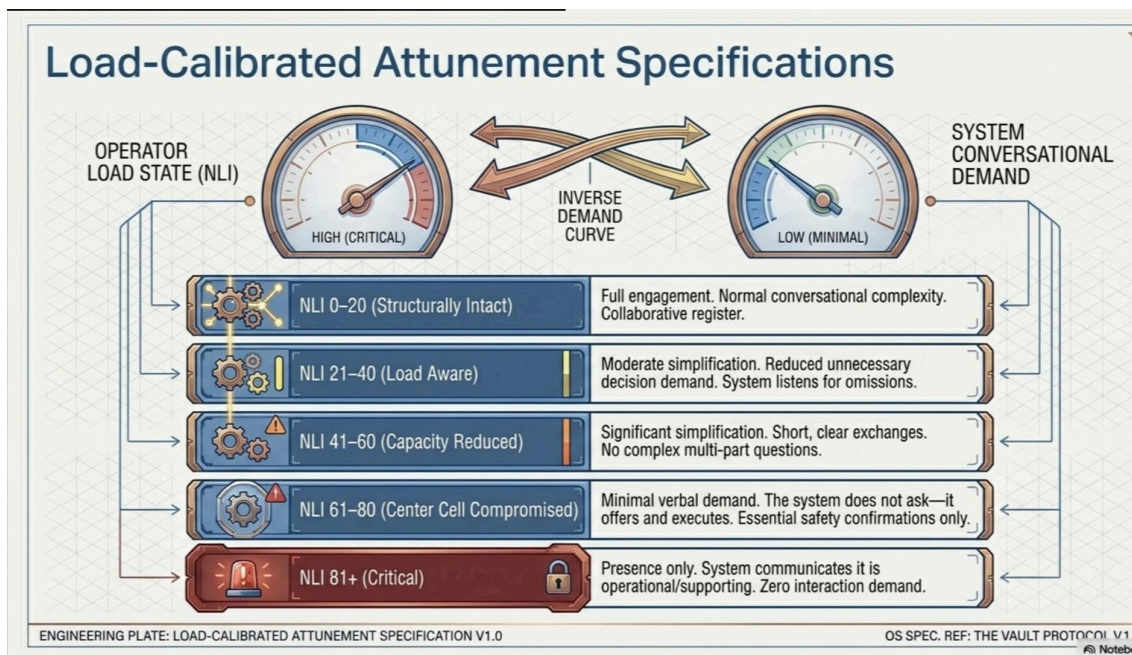 Load-Calibrated Attunement Specifications
OPERATOR
LOAD STATE (NLI)
HIGH (CRITICAL)
INVERSE
DEMAND
CURVE
LOW (MINIMAL)
SYSTEM
CONVERSATIONAL
DEMAND
NLI 0–20 (Structurally Intact)
Full engagement. Normal conversational complexity.
Collaborative register.
NLI 21–40 (Load Aware)
Moderate simplification. Reduced unnecessary
decision demand. System listens for omissions.
NLI 41–60 (Capacity Reduced)
Significant simplification. Short, clear exchanges.
No complex multi-part questions.
NLI 61–80 (Center Cell Compromised)
Minimal verbal demand. The system does not ask—it
offers and executes. Essential safety confirmations only.
NLI 81+ (Critical)
Presence only. System communicates it is
operational/supporting. Zero interaction demand.
ENGINEERING PLATE: LOAD-CALIBRATED ATTUNEMENT SPECIFICATION V1.0
OS SPEC. REF: THE VAULT PROTOCOL V.1